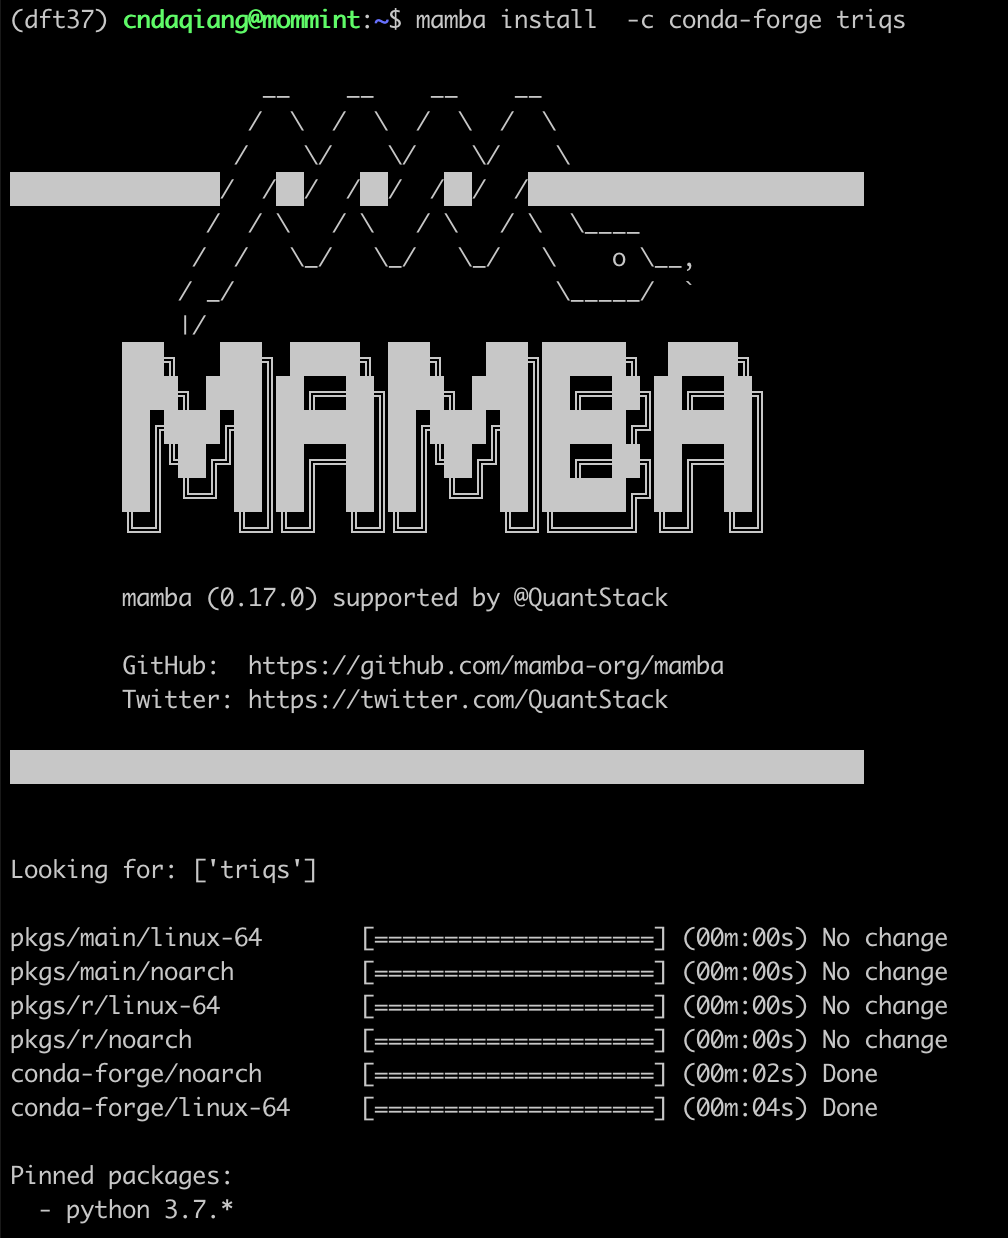 (dft37) cndaqiang@mommint:~$ mamba install  -c conda-forge triqs
MAMBA
mamba (0.17.0) supported by @QuantStack
GitHub:  https://github.com/mamba-org/mamba
Twitter: https://twitter.com/QuantStack
Looking for: ['triqs']
pkgs/main/linux-64       [====================] (00m:00s) No change
pkgs/main/noarch         [====================] (00m:00s) No change
pkgs/r/linux-64          [====================] (00m:00s) No change
pkgs/r/noarch            [====================] (00m:00s) No change
conda-forge/noarch       [====================] (00m:02s) Done
conda-forge/linux-64     [====================] (00m:04s) Done
Pinned packages:
  - python 3.7.*